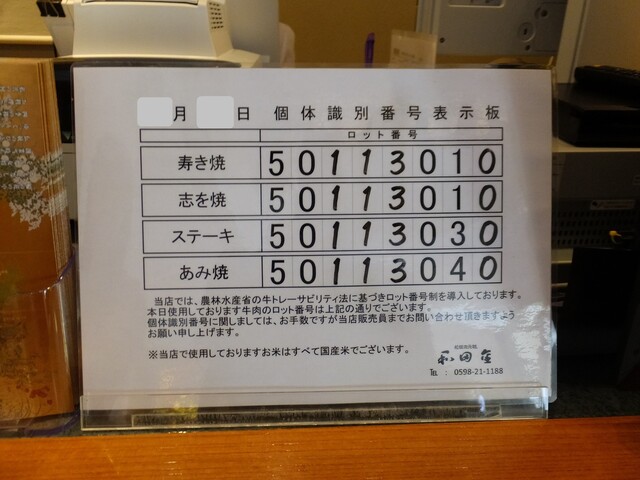 月 日 個体識別番号表示板
ロット番号
寿き焼 50113010
志を焼 50113010
ステーキ 50113030
あみ焼 50113040
当店では、農林水産省の牛トレーサビリティ法に基づきロット番号制を導入しております。
本日使用しております牛肉のロット番号は上記の通りでございます。
個体識別番号に関しましては、お手数ですが当店販売員までお問い合わせ頂きますよう
お願い申し上げます。
※当店で使用しておりますお米はすべて国産米でございます。
和田金
℡ : 0598-21-1188